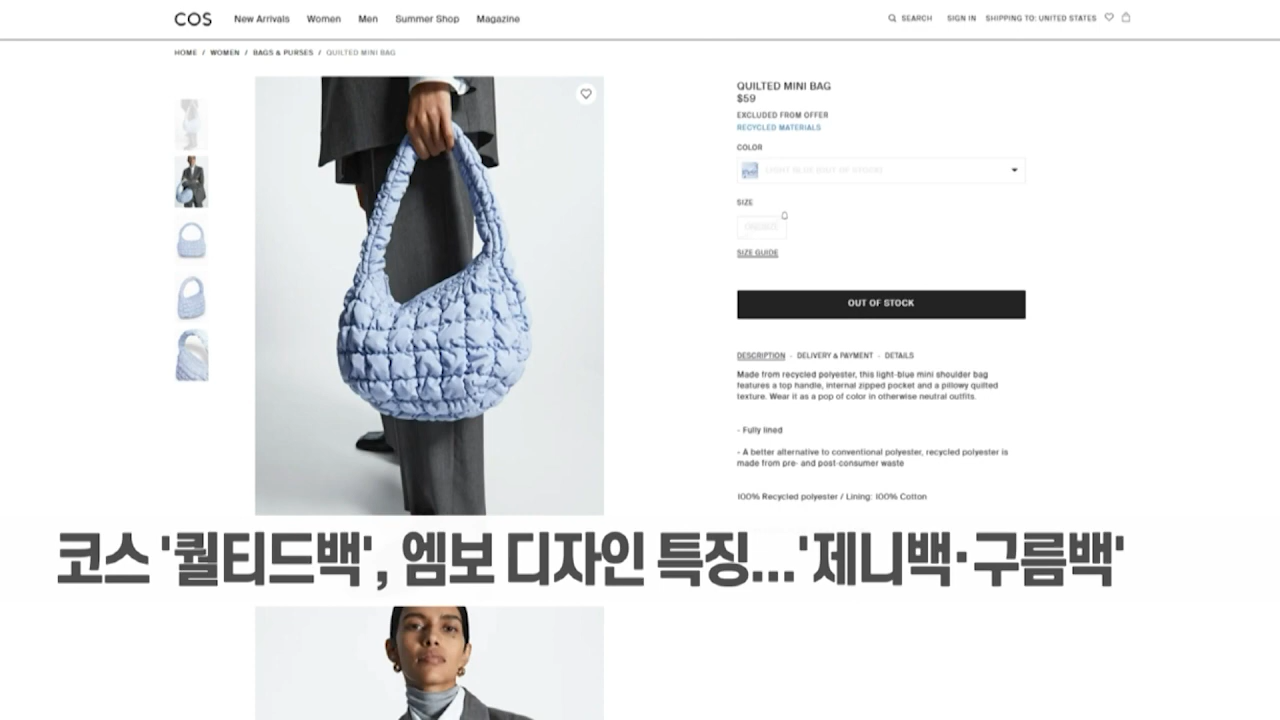 COS New Arrivals Women Men Summer Shop Magazine SEARCH SIGN IN SHIPPING TO: UNITED STATES
HOME / WOMEN / BAGS & PURSES / QUILTED MINI BAG
QUILTED MINI BAG
$59
EXCLUDED FROM OFFER
RECYCLED MATERIALS
COLOR
LIGHT BLUE (OUT OF STOCK)
SIZE
ONESIZE
SIZE GUIDE
OUT OF STOCK
DESCRIPTION - DELIVERY & PAYMENT - DETAILS
Made from recycled polyester, this light-blue mini shoulder bag
features a top handle, internal zipped pocket and a pillowy quilted
texture. Wear it as a pop of color in otherwise neutral outfits.
- Fully lined
- A better alternative to conventional polyester, recycled polyester is
made from pre- and post-consumer waste
100% Recycled polyester / Lining: 100% Cotton
코스 '퀼티드백', 엠보 디자인 특징...'제니백·구름백'